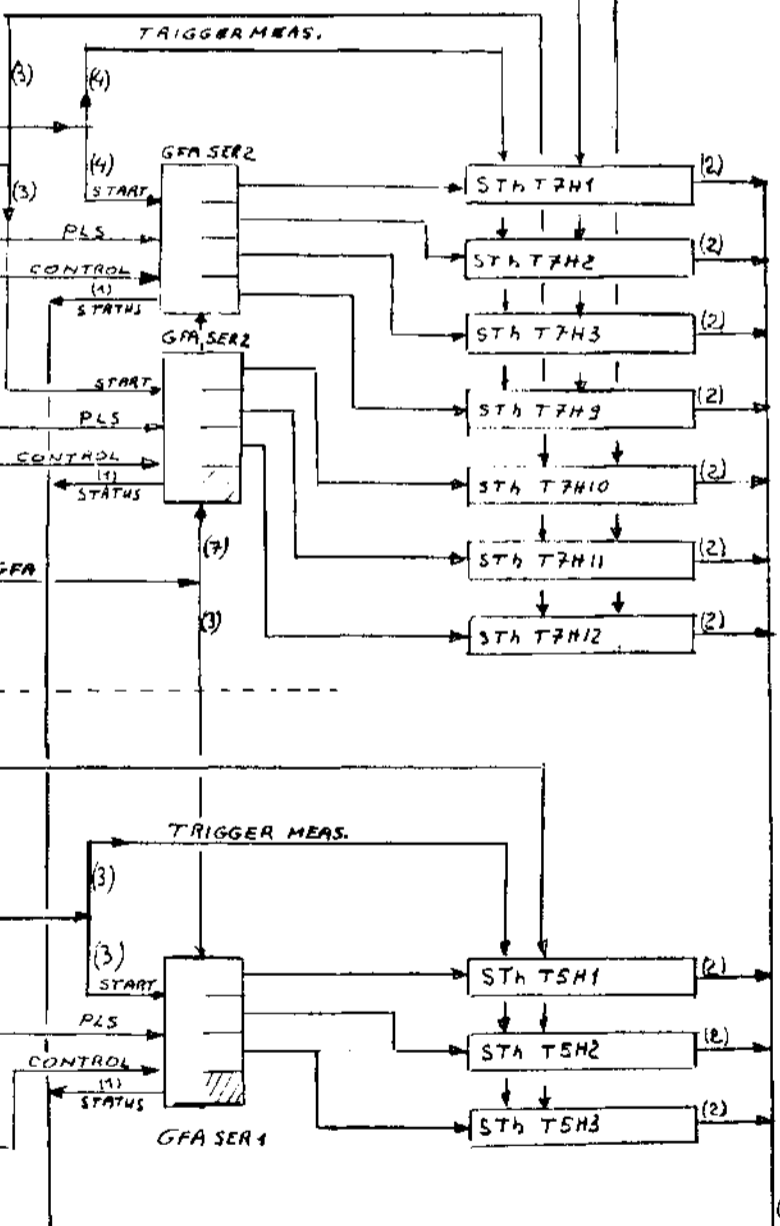 TRIGGER MEAS.
(3)
(4)
GFA SER2
(4)
(3)
START
STh T7H1
(2)
PLS
STh T7H2
(2)
CONTROL
(1)
STATUS
GFA SER2
STh T7H3
(2)
START
STh T7H9
(2)
PLS
CONTROL
(1)
STATUS
STh T7H10
(2)
(7)
STh T7H11
(2)
GFA
(3)
STh T7H12
(2)
TRIGGER MEAS.
(3)
(3)
START
STh T5H1
(2)
PLS
STh T5H2
(2)
CONTROL
(1)
STATUS
STh T5H3
(2)
GFA SER1